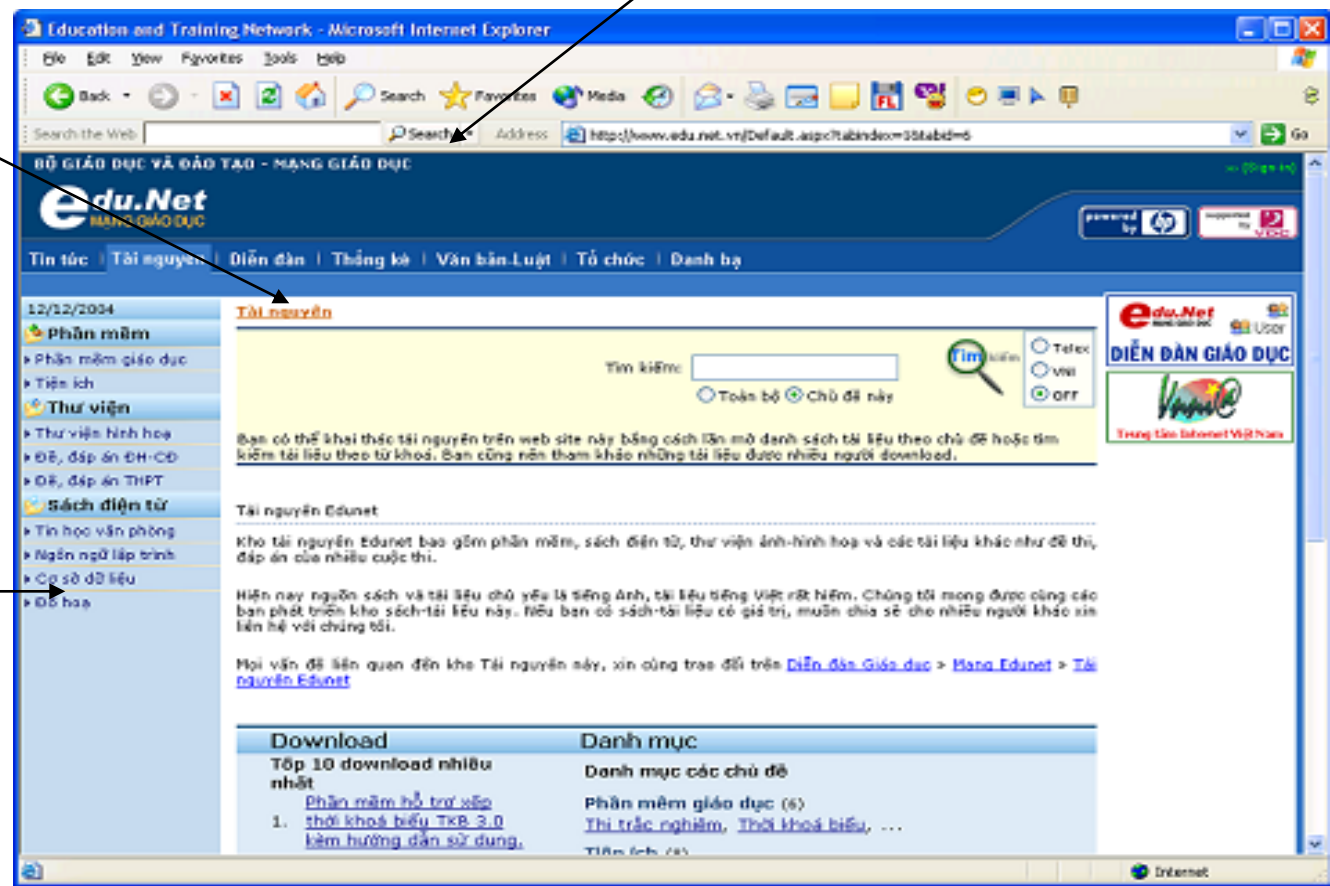 Education and Training Network - Microsoft Internet Explorer
File Edit View Favorites Tools Help
Back Search Favorites Media
Search the Web Search Address http://www.edu.net.vn/Default.aspx?tabindex=3&tabid=6 Go
BỘ GIÁO DỤC VÀ ĐÀO TẠO - MẠNG GIÁO DỤC
(Sign in)
edu.Net
MẠNG GIÁO DỤC
powered by hp supported by VDC
Tin tức | Tài nguyên | Diễn đàn | Thống kê | Văn bản-Luật | Tổ chức | Danh bạ
12/12/2004
Phần mềm
Phần mềm giáo dục
Tiện ích
Thư viện
Thư viện hình hoạ
Đề, đáp án ĐH-CĐ
Đề, đáp án THPT
Sách điện tử
Tin học văn phòng
Ngôn ngữ lập trình
Cơ sở dữ liệu
Đồ hoạ
Tài nguyên
Tìm kiếm:
Toàn bộ Chủ đề này
Tìm kiếm
Telex
VNI
OFF
Bạn có thể khai thác tài nguyên trên web site này bằng cách lần mở danh sách tài liệu theo chủ đề hoặc tìm
kiếm tài liệu theo từ khoá. Bạn cũng nên tham khảo những tài liệu được nhiều người download.
Tài nguyên Edunet
Kho tài nguyên Edunet bao gồm phần mềm, sách điện tử, thư viện ảnh-hình hoạ và các tài liệu khác như đề thi,
đáp án của nhiều cuộc thi.
Hiện nay nguồn sách và tài liệu chủ yếu là tiếng Anh, tài liệu tiếng Việt rất hiếm. Chúng tôi mong được cùng các
bạn phát triển kho sách-tài liệu này. Nếu bạn có sách-tài liệu có giá trị, muốn chia sẻ cho nhiều người khác xin
liên hệ với chúng tôi.
Mọi vấn đề liên quan đến kho Tài nguyên này, xin cùng trao đổi trên Diễn đàn Giáo dục > Mạng Edunet > Tài
nguyên Edunet
Download
Tốp 10 download nhiều
nhất
1. Phần mềm hỗ trợ xếp
thời khoá biểu TKB 3.0
kèm hướng dẫn sử dụng.
Danh mục
Danh mục các chủ đề
Phần mềm giáo dục (6)
Thi trắc nghiệm, Thời khoá biểu, ...
Tiện ích (8)
edu.Net
User
DIỄN ĐÀN GIÁO DỤC
Trung tâm Internet Việt Nam
Internet